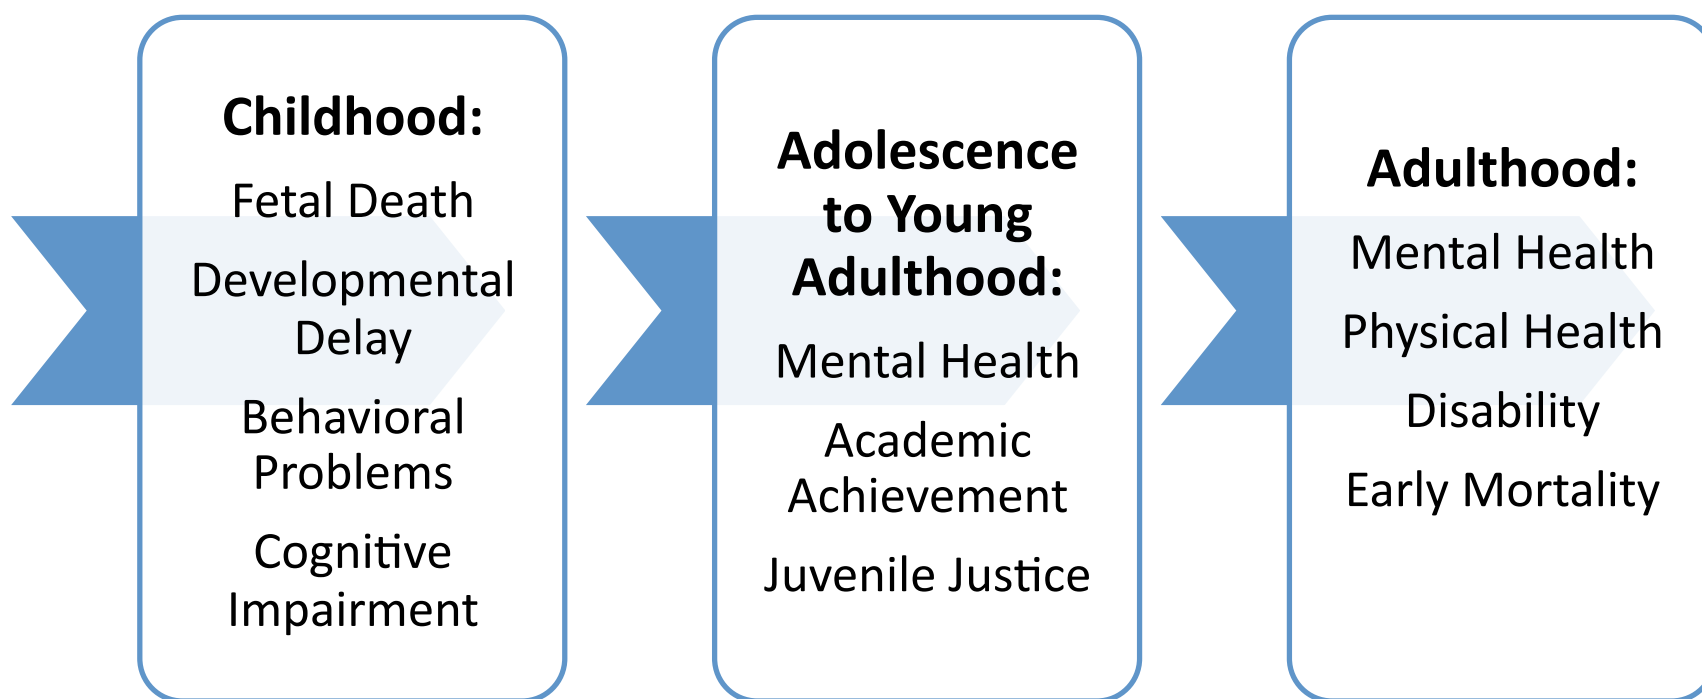 Childhood:
Fetal Death
Developmental
Delay
Behavioral
Problems
Cognitive
Impairment
Adolescence
to Young
Adulthood:
Mental Health
Academic
Achievement
Juvenile Justice
Adulthood:
Mental Health
Physical Health
Disability
Early Mortality